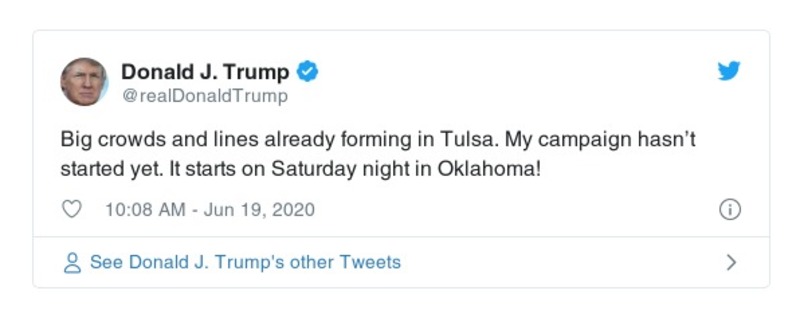 Donald J. Trump
@realDonaldTrump
Big crowds and lines already forming in Tulsa. My campaign hasn’t
started yet. It starts on Saturday night in Oklahoma!
10:08 AM - Jun 19, 2020
See Donald J. Trump's other Tweets